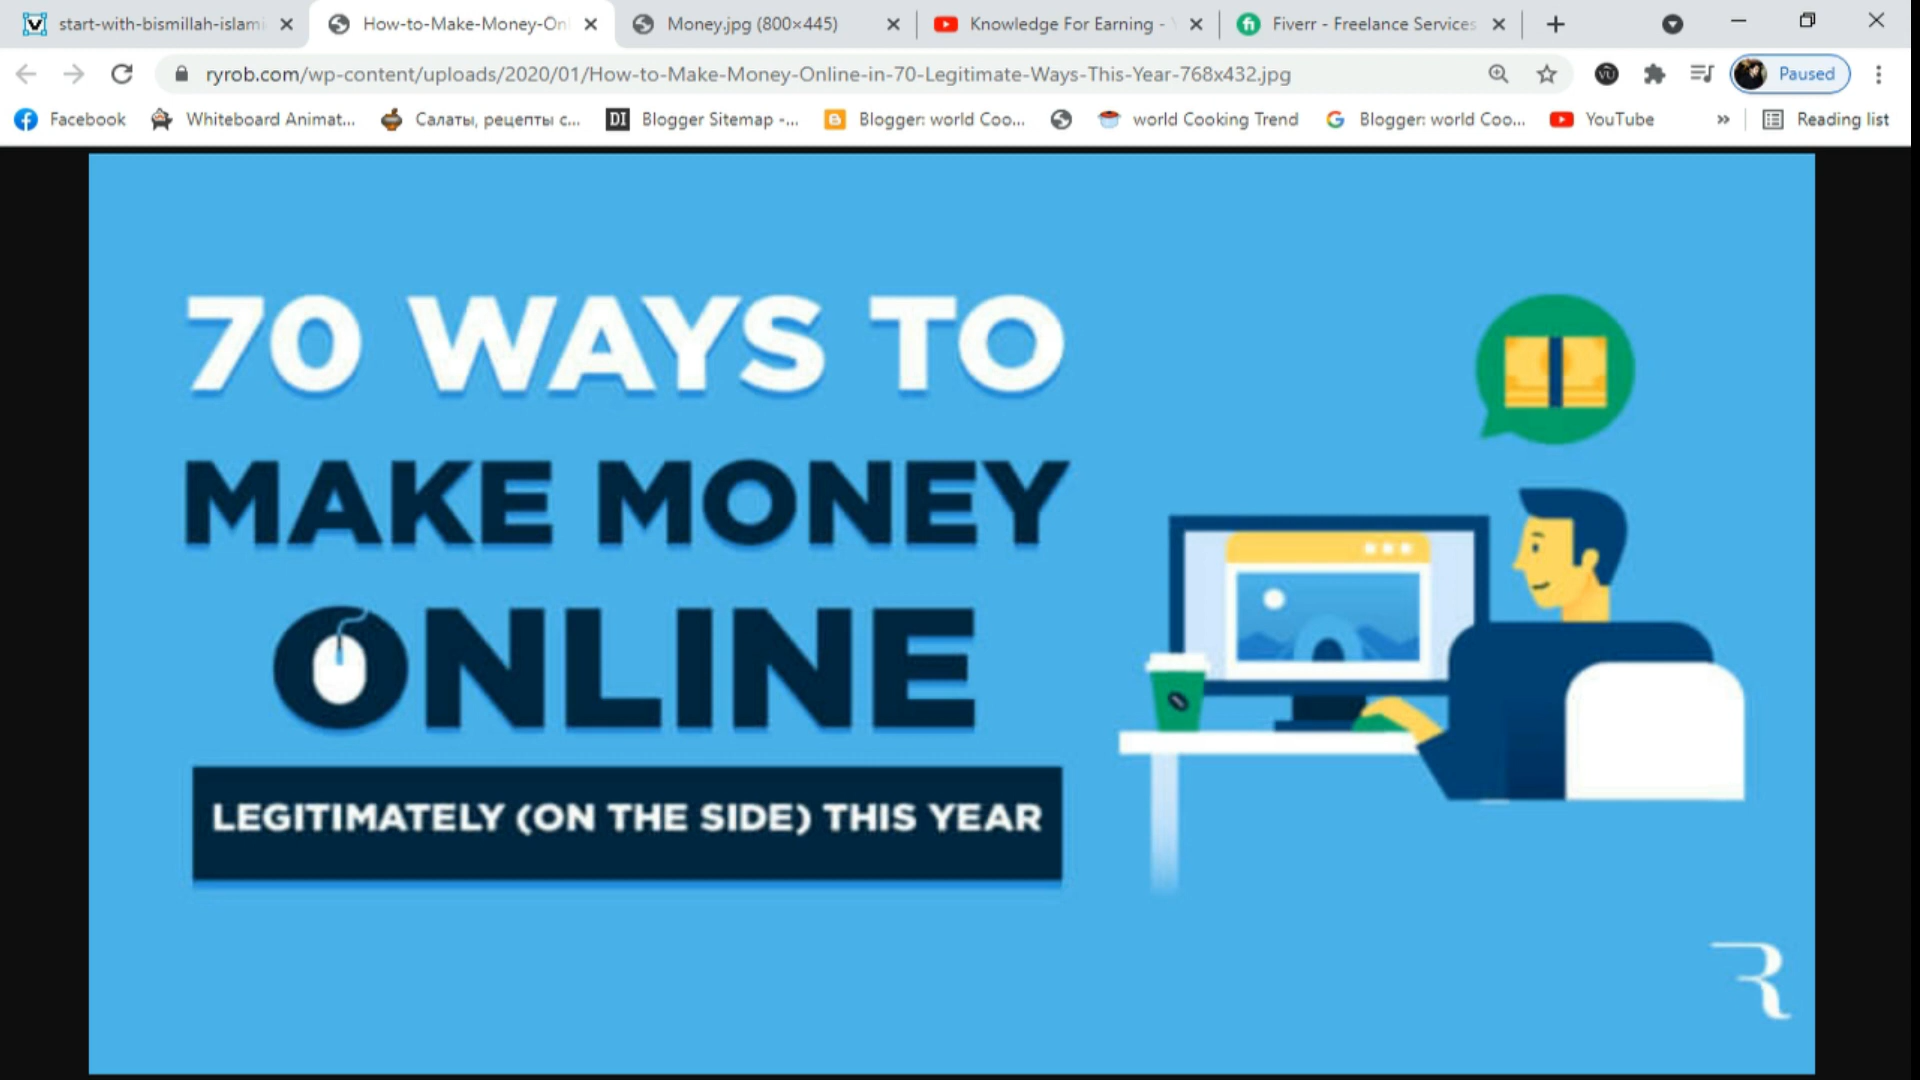 start-with-bismillah-islami
How-to-Make-Money-Onl
Money.jpg (800×445)
Knowledge For Earning -
Fiverr - Freelance Services
ryrob.com/wp-content/uploads/2020/01/How-to-Make-Money-Online-in-70-Legitimate-Ways-This-Year-768x432.jpg
Paused
Facebook
Whiteboard Animat...
Салаты, рецепты с...
DI
Blogger Sitemap -...
Blogger: world Coo...
world Cooking Trend
Blogger: world Coo...
YouTube
»
Reading list
70 WAYS TO
MAKE MONEY
ONLINE
LEGITIMATELY (ON THE SIDE) THIS YEAR
R